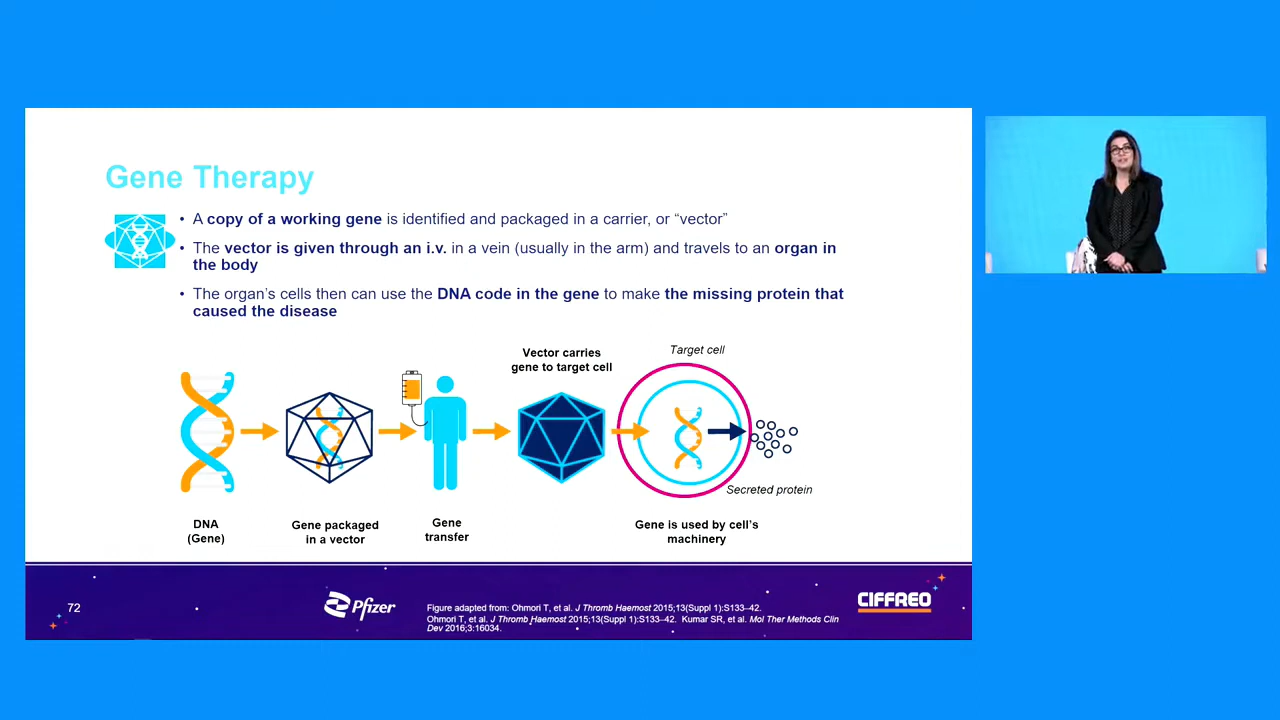 Gene Therapy
• A copy of a working gene is identified and packaged in a carrier, or “vector”
• The vector is given through an i.v. in a vein (usually in the arm) and travels to an organ in
the body
• The organ’s cells then can use the DNA code in the gene to make the missing protein that
caused the disease
Vector carries
gene to target cell
Target cell
Secreted protein
DNA
(Gene)
Gene packaged
in a vector
Gene
transfer
Gene is used by cell’s
machinery
72
Pfizer
Figure adapted from: Ohmori T, et al. J Thromb Haemost 2015;13(Suppl 1):S133–42.
Ohmori T, et al. J Thromb Haemost 2015;13(Suppl 1):S133–42. Kumar SR, et al. Mol Ther Methods Clin
Dev 2016;3:16034.
CIFFREO